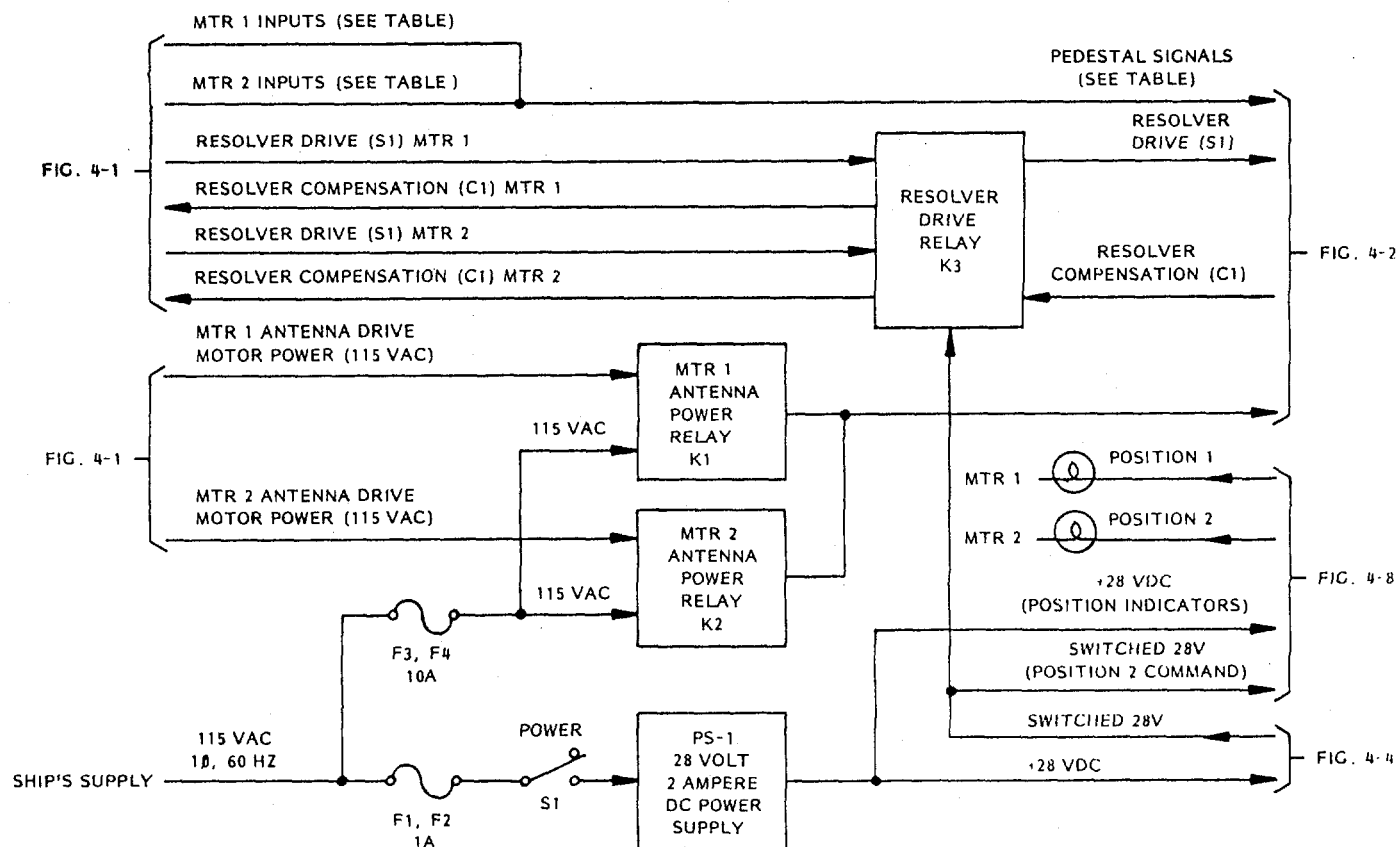 MTR 1 INPUTS (SEE TABLE)
MTR 2 INPUTS (SEE TABLE )
PEDESTAL SIGNALS
(SEE TABLE)
RESOLVER DRIVE (S1) MTR 1
RESOLVER
DRIVE (S1)
FIG. 4-1
RESOLVER COMPENSATION (C1) MTR 1
RESOLVER
DRIVE
RELAY
K3
RESOLVER DRIVE (S1) MTR 2
RESOLVER
COMPENSATION (C1)
FIG. 4-2
RESOLVER COMPENSATION (C1) MTR 2
MTR 1 ANTENNA DRIVE
MOTOR POWER (115 VAC)
MTR 1
ANTENNA
POWER
RELAY
K1
115 VAC
FIG. 4-1
MTR 2 ANTENNA DRIVE
MOTOR POWER (115 VAC)
MTR 2
ANTENNA
POWER
RELAY
K2
115 VAC
MTR 1
POSITION 1
MTR 2
POSITION 2
+28 VDC
(POSITION INDICATORS)
FIG. 4-8
SWITCHED 28V
(POSITION 2 COMMAND)
F3, F4
10A
SWITCHED 28V
+28 VDC
FIG. 4-4
SHIP'S SUPPLY
115 VAC
1Ø, 60 HZ
F1, F2
1A
POWER
S1
PS-1
28 VOLT
2 AMPERE
DC POWER
SUPPLY